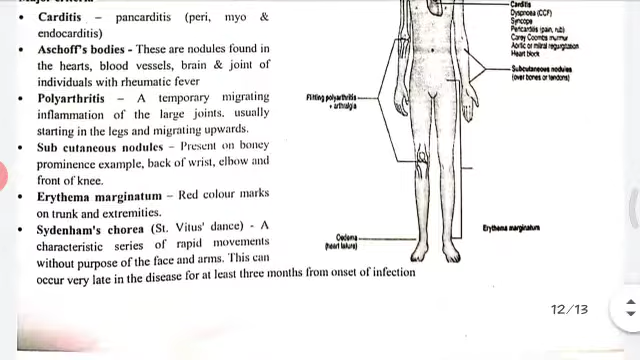 • Carditis – pancarditis (peri, myo &
endocarditis)
• Aschoff's bodies - These are nodules found in
the hearts, blood vessels, brain & joint of
individuals with rheumatic fever
• Polyarthritis – A temporary migrating
inflammation of the large joints. usually
starting in the legs and migrating upwards.
• Sub cutaneous nodules – Present on boney
prominence example, back of wrist, elbow and
front of knee.
• Erythema marginatum – Red colour marks
on trunk and extremities.
• Sydenham's chorea (St. Vitus' dance) - A
characteristic series of rapid movements
without purpose of the face and arms. This can
occur very late in the disease for at least three months from onset of infection
Carditis
Dyspnoea (CCF)
Syncope
Pericarditis (pain, rub)
Carey Coombs murmur
Aortic or mitral regurgitation
Heart block
Subcutaneous nodules
(over bones or tendons)
Flitting polyarthritis
+ arthralgia
Erythema marginatum
Oedema
(heart failure)
12/13